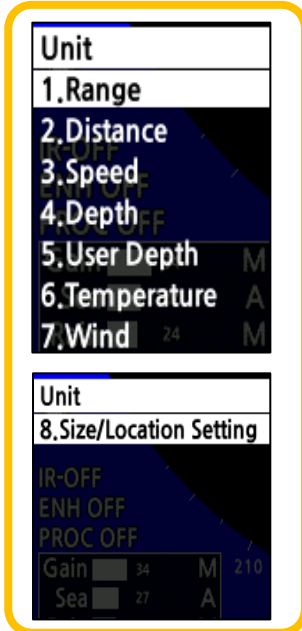 Unit
1.Range
2.Distance
3.Speed
4.Depth
5.User Depth
6.Temperature
7.Wind
IR-OFF
ENH OFF
PROC OFF
Gain M
A
24 M
Unit
8.Size/Location Setting
IR-OFF
ENH OFF
PROC OFF
Gain 34 M 210
Sea 27 A